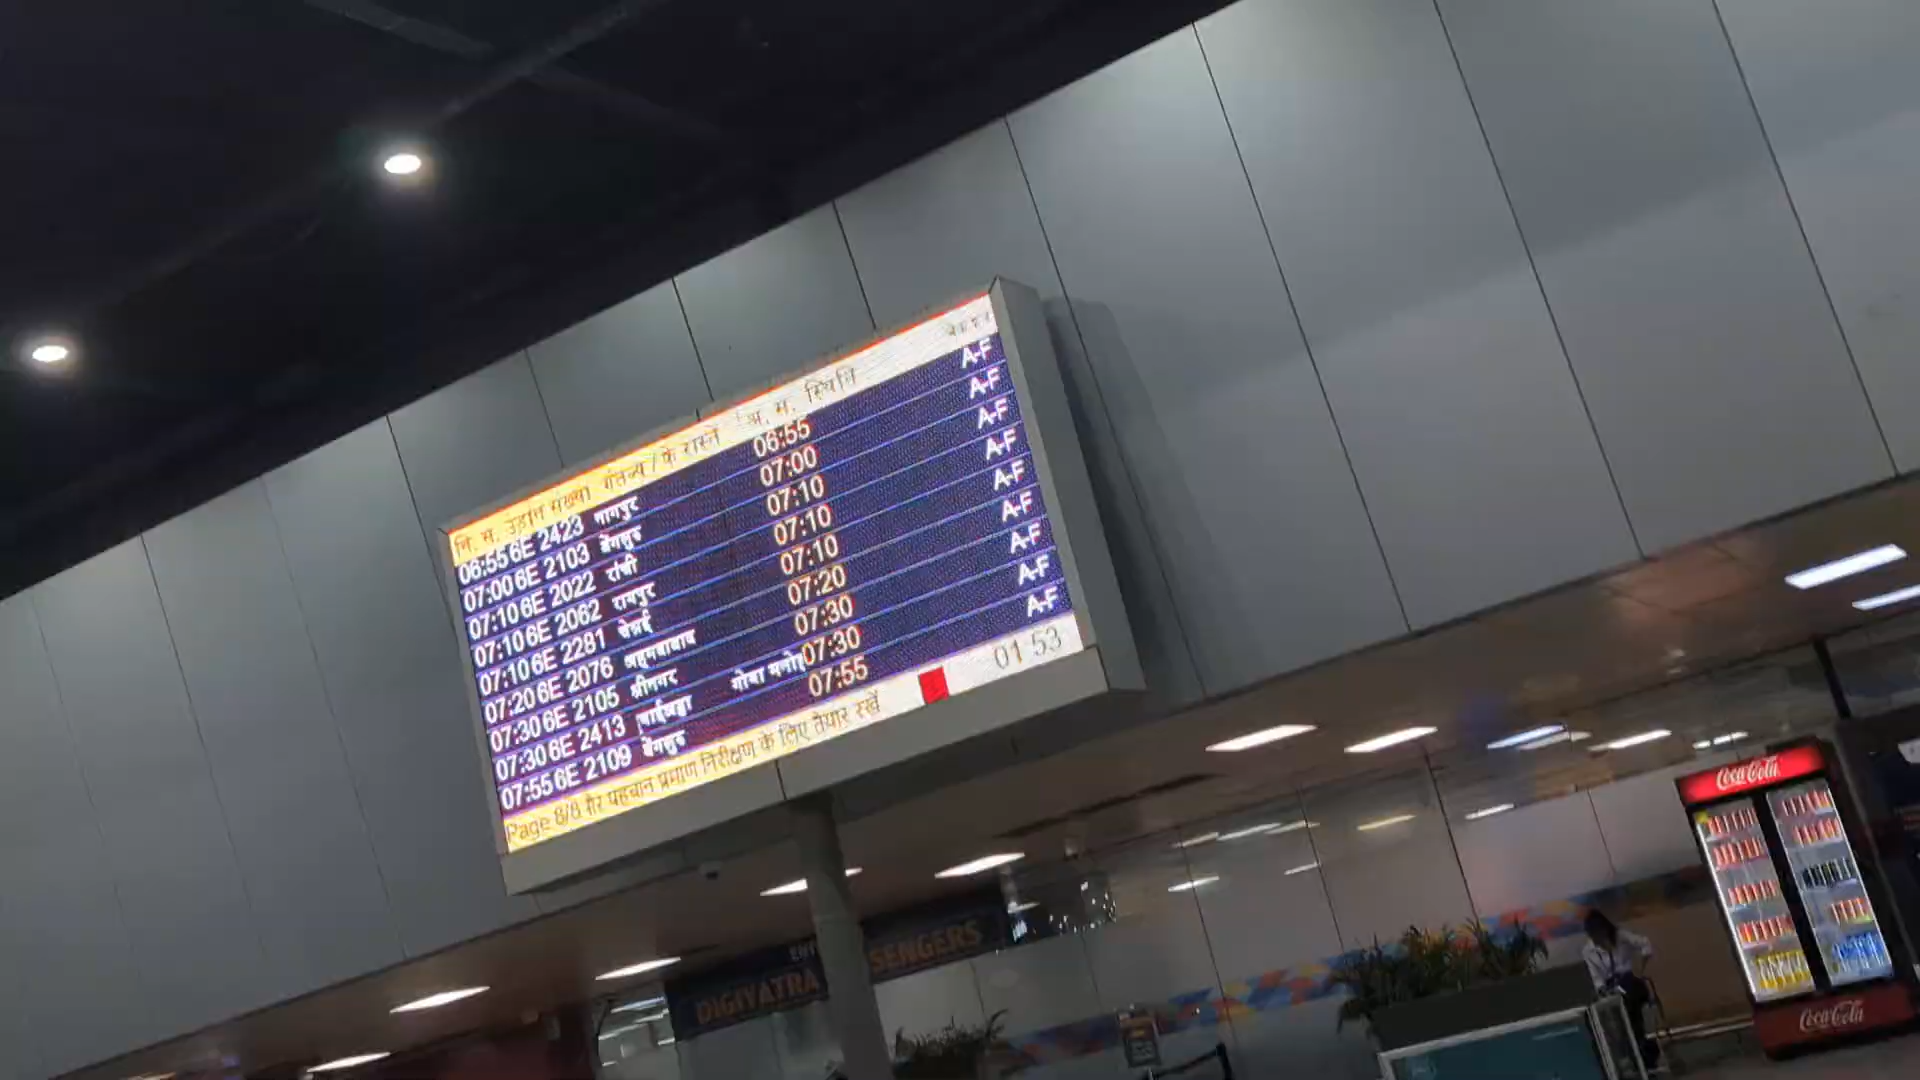 नि. स. उड़ान संख्या गंतव्य / के रास्ते अ. स. स्थिति
06:55 6E 2423 नागपुर 06:55 A-F
07:00 6E 2103 बेंगलुरु 07:00 A-F
07:10 6E 2022 रांची 07:10 A-F
07:10 6E 2062 रायपुर 07:10 A-F
07:10 6E 2281 चेन्नई 07:10 A-F
07:20 6E 2076 अहमदाबाद 07:20 A-F
07:30 6E 2105 श्रीनगर 07:30 A-F
07:30 6E 2413 गोवा मनो 07:30 A-F
07:55 6E 2109 बेंगलुरु 07:55 A-F
Page 8/8 पहचान प्रमाण निरीक्षण के लिए तैयार रखें 01 53
DIGIYATRA SENGERS
Coca-Cola
Coca-Cola